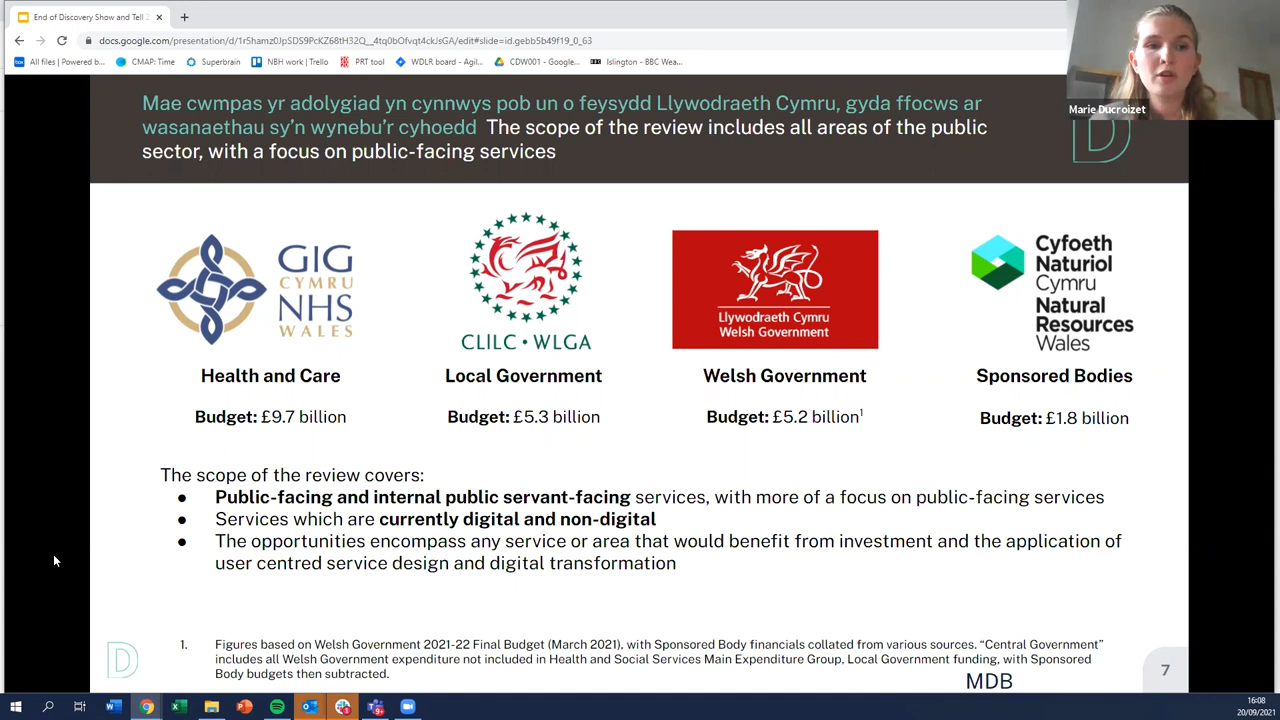 End of Discovery Show and Tell 2
docs.google.com/presentation/d/1r5hamz0JpSDS9PcKZ68tH32Q__4tq0bOfvqt4ckJsGA/edit#slide=id.gebb5b49f19_0_63
All files | Powered b...
CMAP: Time
Superbrain
NBH work | Trello
PRT tool
WDLR board - Agil...
CDW001 - Google...
Islington - BBC Wea...
Marie Ducroizet
Mae cwmpas yr adolygiad yn cynnwys pob un o feysydd Llywodraeth Cymru, gyda ffocws ar
wasanaethau sy'n wynebu'r cyhoedd The scope of the review includes all areas of the public
sector, with a focus on public-facing services
D
GIG
CYMRU
NHS
WALES
CLILC • WLGA
Llywodraeth Cymru
Welsh Government
Cyfoeth
Naturiol
Cymru
Natural
Resources
Wales
Health and Care
Local Government
Welsh Government
Sponsored Bodies
Budget: £9.7 billion
Budget: £5.3 billion
Budget: £5.2 billion¹
Budget: £1.8 billion
The scope of the review covers:
● Public-facing and internal public servant-facing services, with more of a focus on public-facing services
● Services which are currently digital and non-digital
● The opportunities encompass any service or area that would benefit from investment and the application of
user centred service design and digital transformation
1. Figures based on Welsh Government 2021-22 Final Budget (March 2021), with Sponsored Body financials collated from various sources. “Central Government”
includes all Welsh Government expenditure not included in Health and Social Services Main Expenditure Group, Local Government funding, with Sponsored
Body budgets then subtracted.
D
MDB
7
16:08
20/09/2021